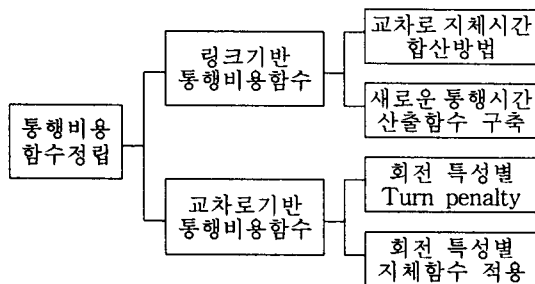 통행비용
함수정립
링크기반
통행비용함수
교차로기반
통행비용함수
교차로 지체시간
합산방법
새로운 통행시간
산출함수 구축
회전 특성별
Turn penalty
회전 특성별
지체함수 적용